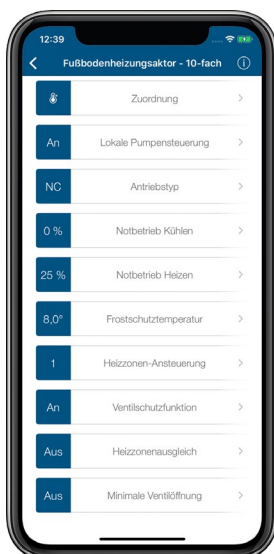 12:39
Fußbodenheizungsaktor - 10-fach
Zuordnung
An Lokale Pumpensteuerung
NC Antriebstyp
0 % Notbetrieb Kühlen
25 % Notbetrieb Heizen
8,0° Frostschutztemperatur
1 Heizzonen-Ansteuerung
An Ventilschutzfunktion
Aus Heizzonenausgleich
Aus Minimale Ventilöffnung